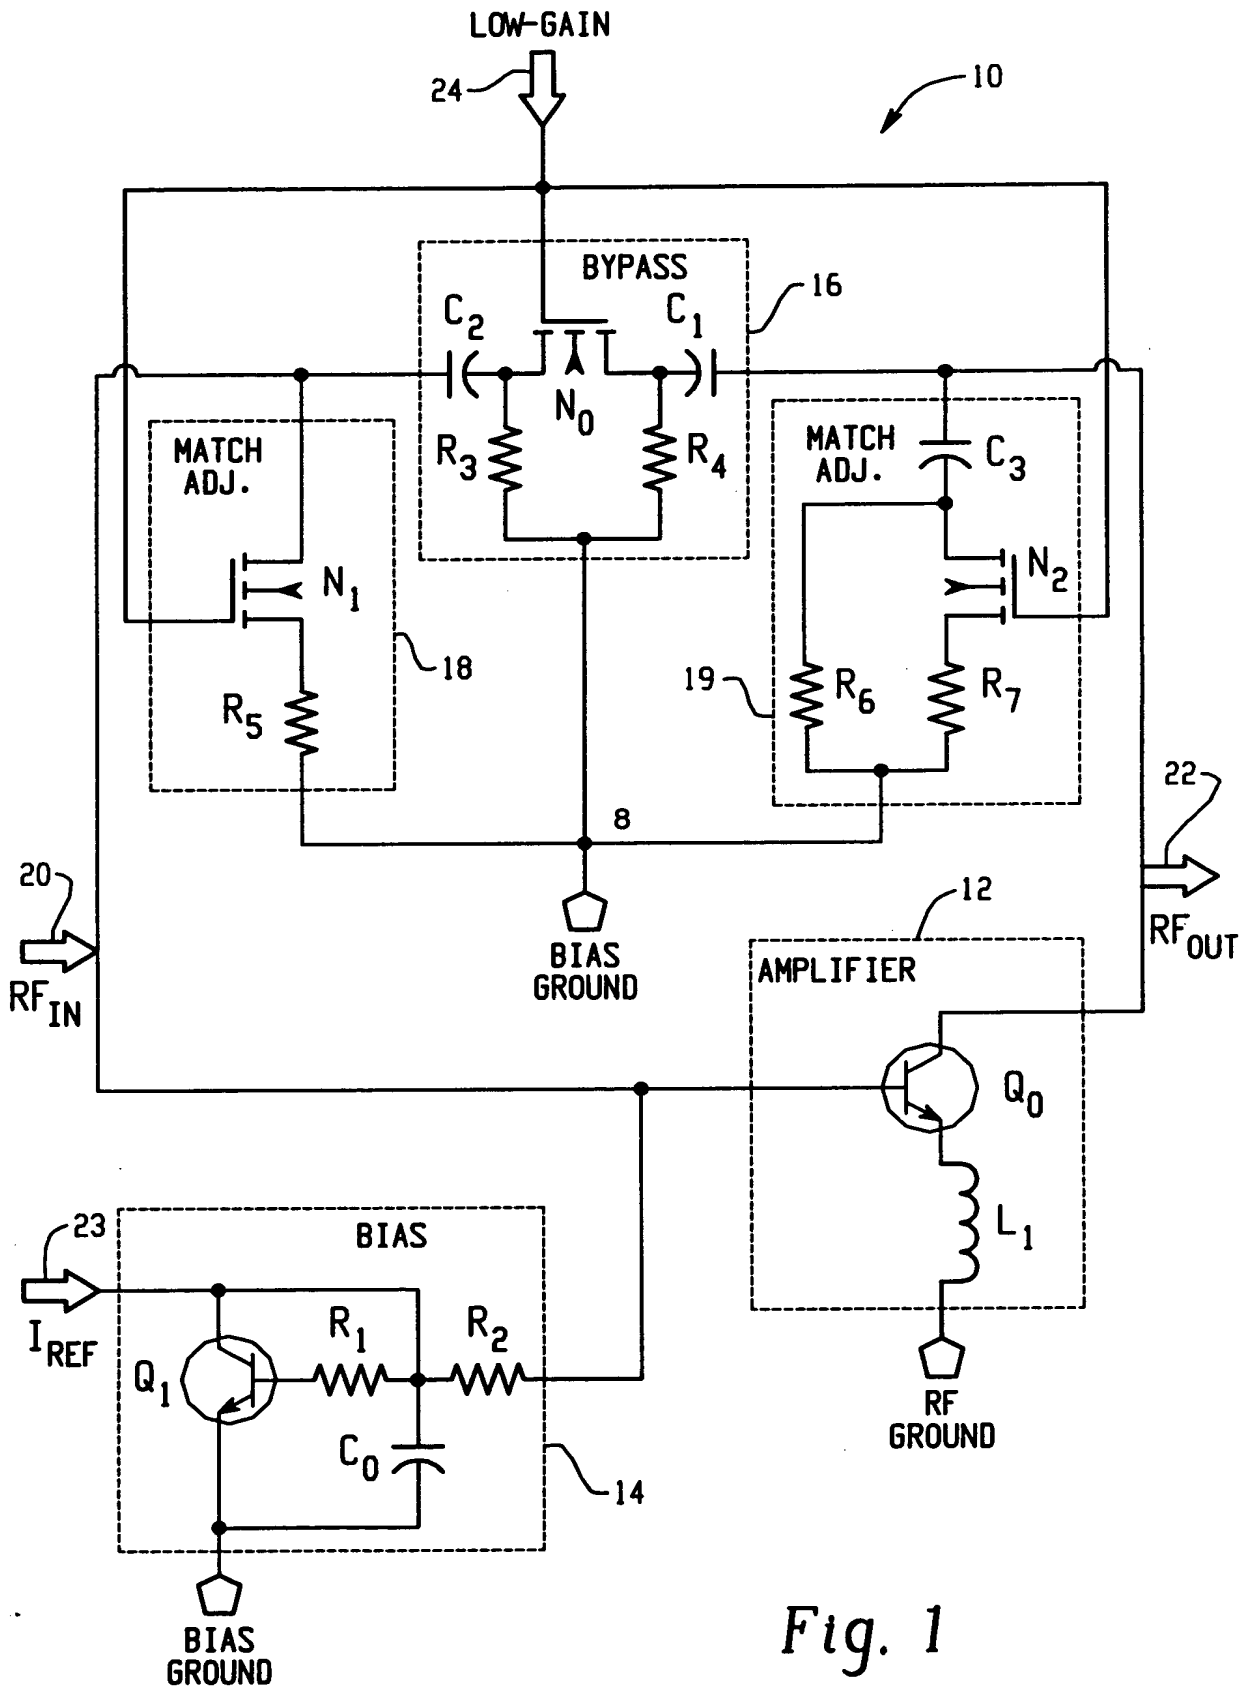 LOW-GAIN
24
10
BYPASS
16
C2
C1
N0
R3
R4
MATCH
ADJ.
N1
18
R5
MATCH
ADJ.
C3
N2
19
R6
R7
8
BIAS
GROUND
20
RFIN
22
RFOUT
12
AMPLIFIER
Q0
L1
RF
GROUND
23
IREF
BIAS
R1
R2
Q1
C0
14
BIAS
GROUND
Fig. 1